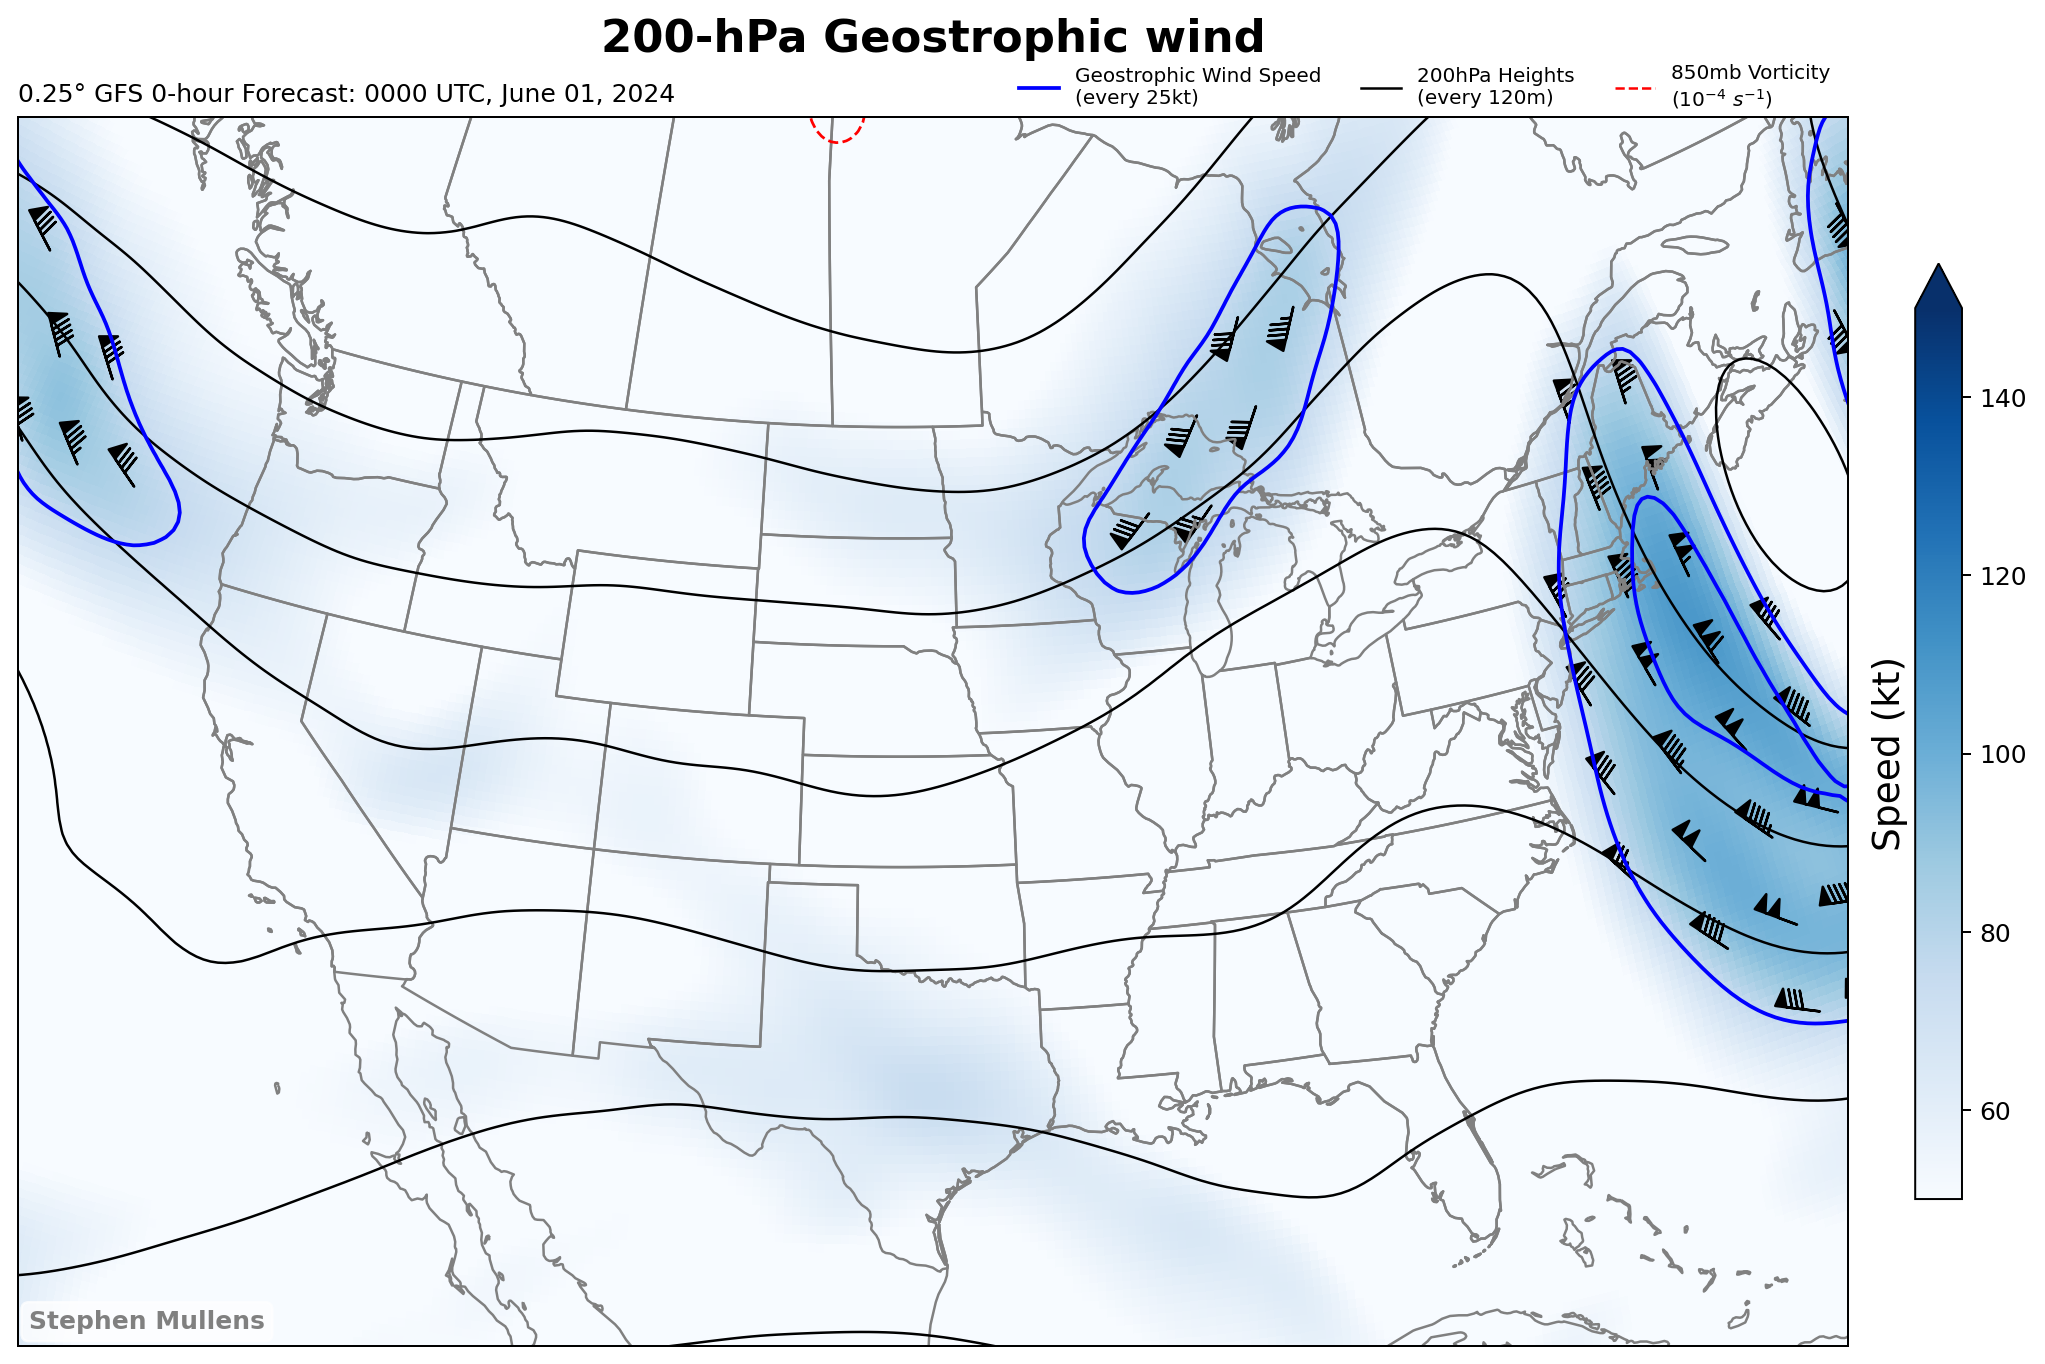 200-hPa Geostrophic wind
0.25° GFS 0-hour Forecast: 0000 UTC, June 01, 2024
Geostrophic Wind Speed
(every 25kt)
200hPa Heights
(every 120m)
850mb Vorticity
(10⁻⁴ s⁻¹)
140
120
100
80
60
Speed (kt)
Stephen Mullens